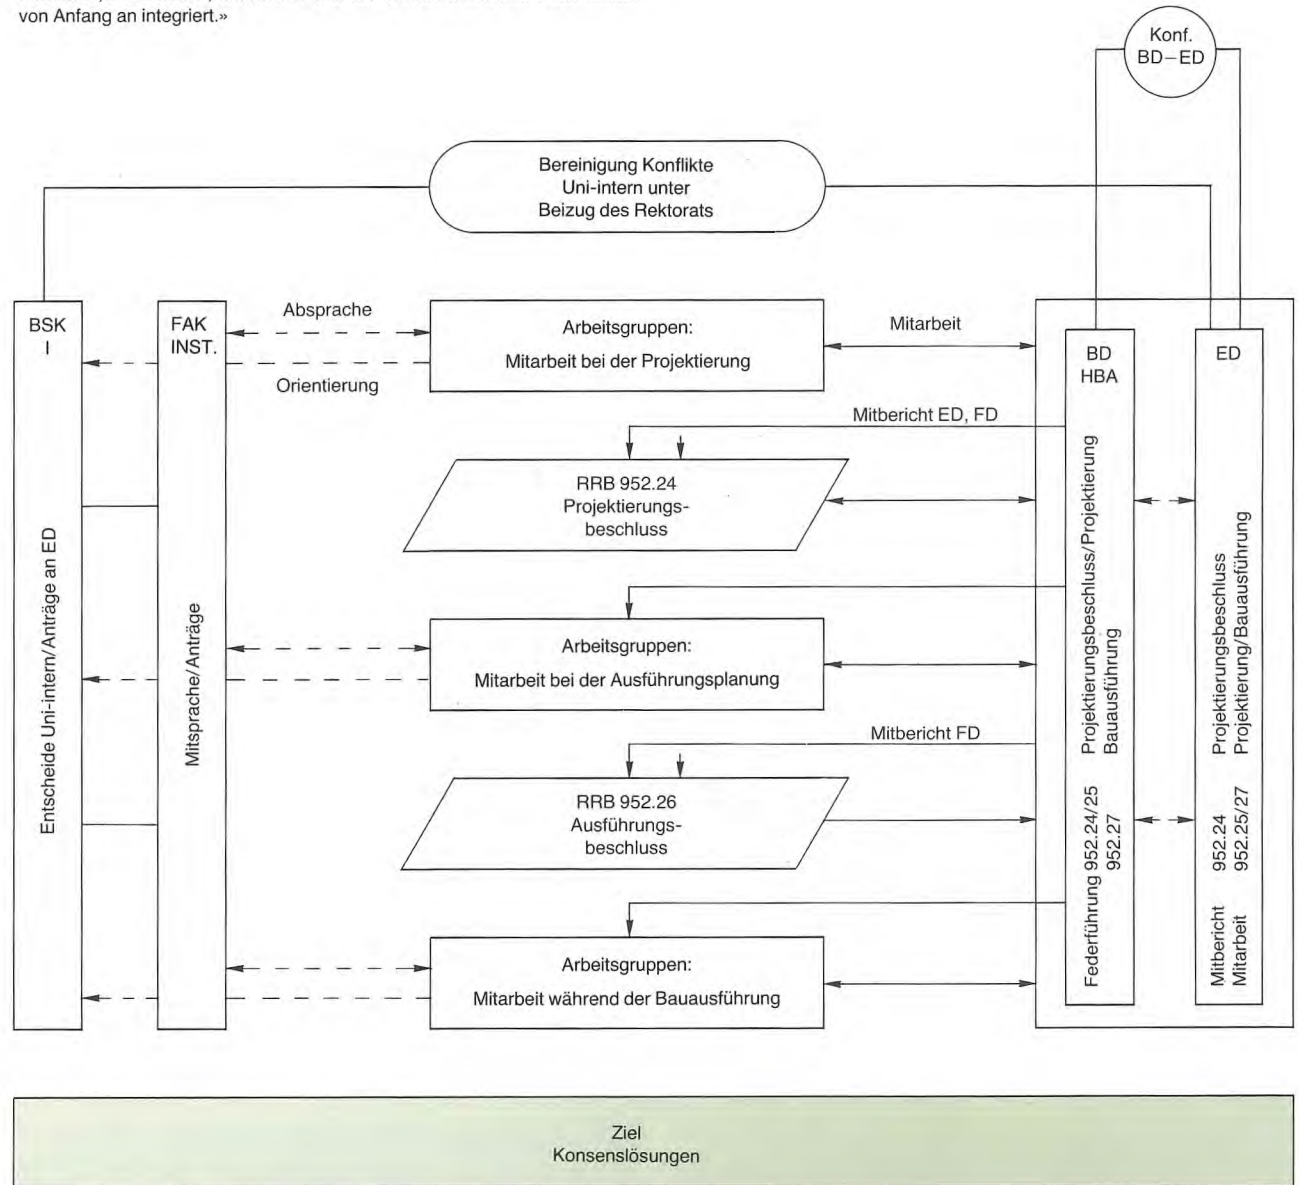 von Anfang an integriert.»
Konf.
BD–ED
Bereinigung Konflikte
Uni-intern unter
Beizug des Rektorats
BSK
I
Entscheide Uni-intern/Anträge an ED
FAK
INST.
Mitsprache/Anträge
Absprache
Orientierung
Arbeitsgruppen:
Mitarbeit bei der Projektierung
Mitarbeit
Mitbericht ED, FD
RRB 952.24
Projektierungs-
beschluss
Arbeitsgruppen:
Mitarbeit bei der Ausführungsplanung
Mitbericht FD
RRB 952.26
Ausführungs-
beschluss
Arbeitsgruppen:
Mitarbeit während der Bauausführung
BD
HBA
Federführung 952.24/25 Projektierungsbeschluss/Projektierung
952.27 Bauausführung
ED
Mitbericht 952.24 Projektierungsbeschluss
Mitarbeit 952.25/27 Projektierung/Bauausführung
Ziel
Konsenslösungen